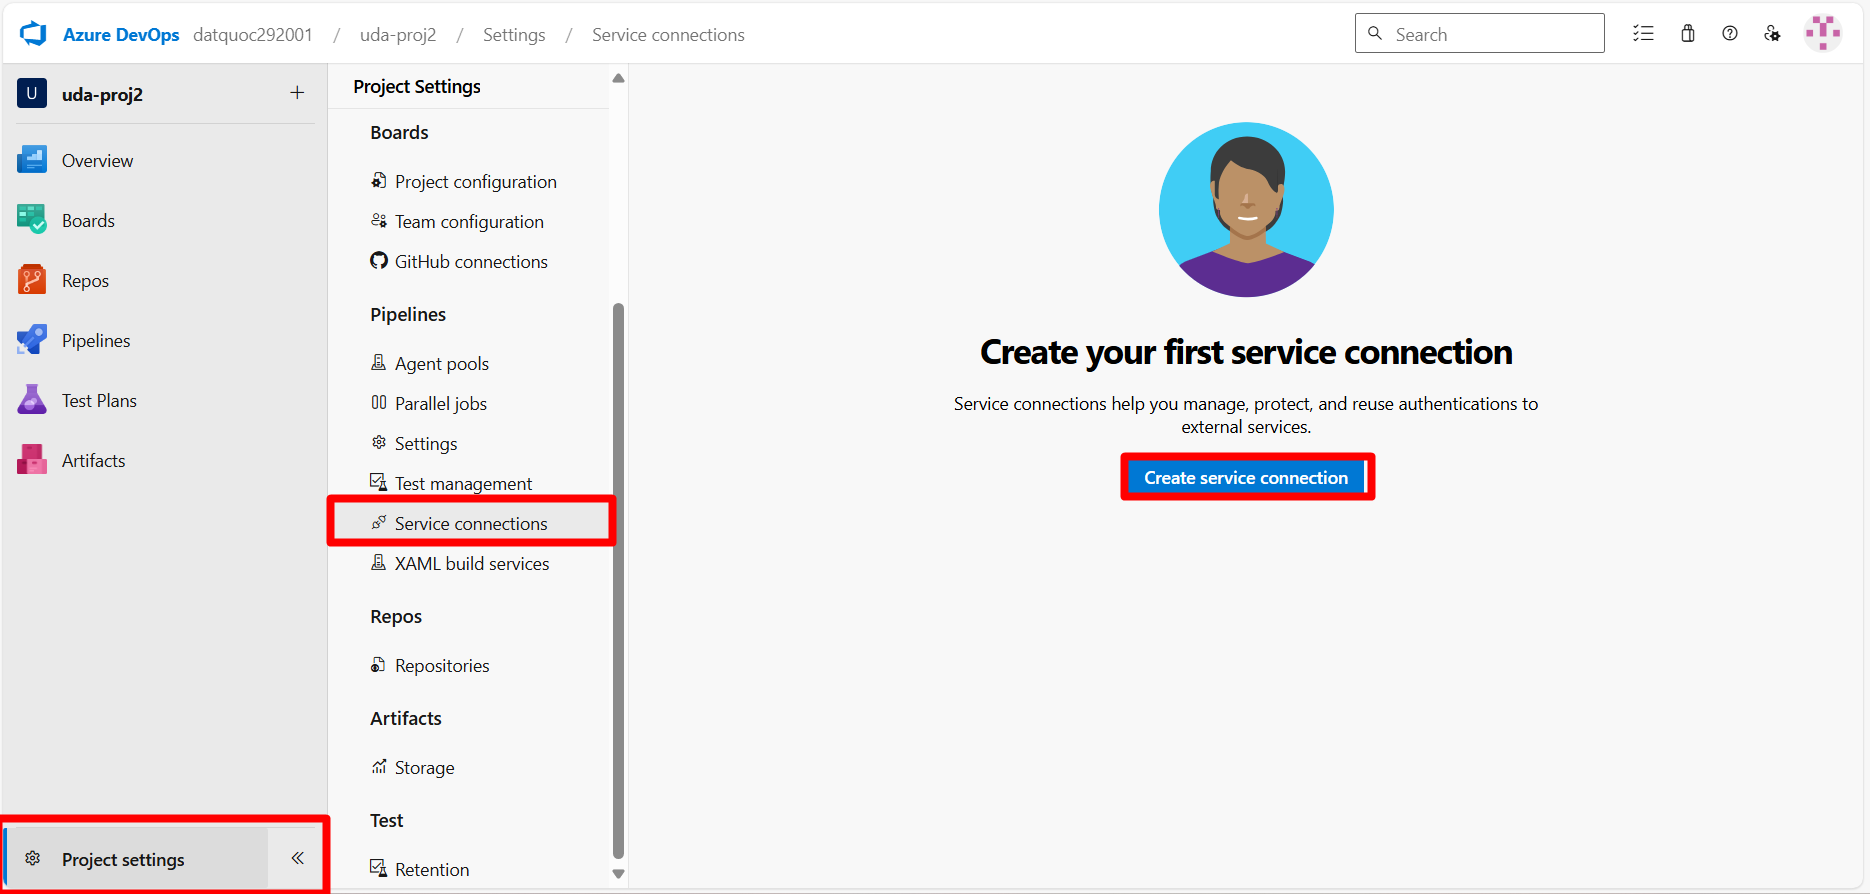 Azure DevOps datquoc292001 / uda-proj2 / Settings / Service connections
Search
U uda-proj2
Overview
Boards
Repos
Pipelines
Test Plans
Artifacts
Project settings
Project Settings
Boards
Project configuration
Team configuration
GitHub connections
Pipelines
Agent pools
Parallel jobs
Settings
Test management
Service connections
XAML build services
Repos
Repositories
Artifacts
Storage
Test
Retention
Create your first service connection
Service connections help you manage, protect, and reuse authentications to
external services.
Create service connection